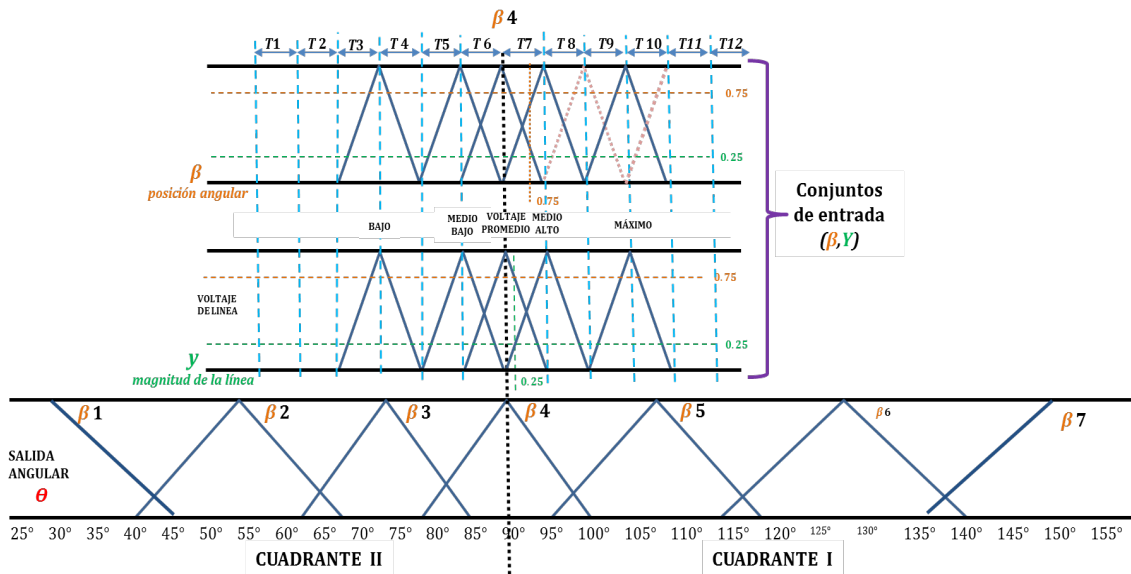 β 4
T1 T 2 T3 T 4 T5 T 6 T7 T 8 T9 T 10 T11 T12
0.75
0.25
β
posición angular
0.75
BAJO
MEDIO BAJO
VOLTAJE PROMEDIO
MEDIO ALTO
MÁXIMO
Conjuntos
de entrada
(β,Y)
0.75
VOLTAJE
DE LINEA
0.25
y
magnitud de la línea
0.25
β 1 β 2 β 3 β 4 β 5 β 6 β 7
SALIDA
ANGULAR
θ
25° 30° 35° 40° 45° 50° 55° 60° 65° 70° 75° 80° 85° 90° 95° 100° 105° 110° 115° 120° 125° 130° 135° 140° 145° 150° 155°
CUADRANTE II CUADRANTE I